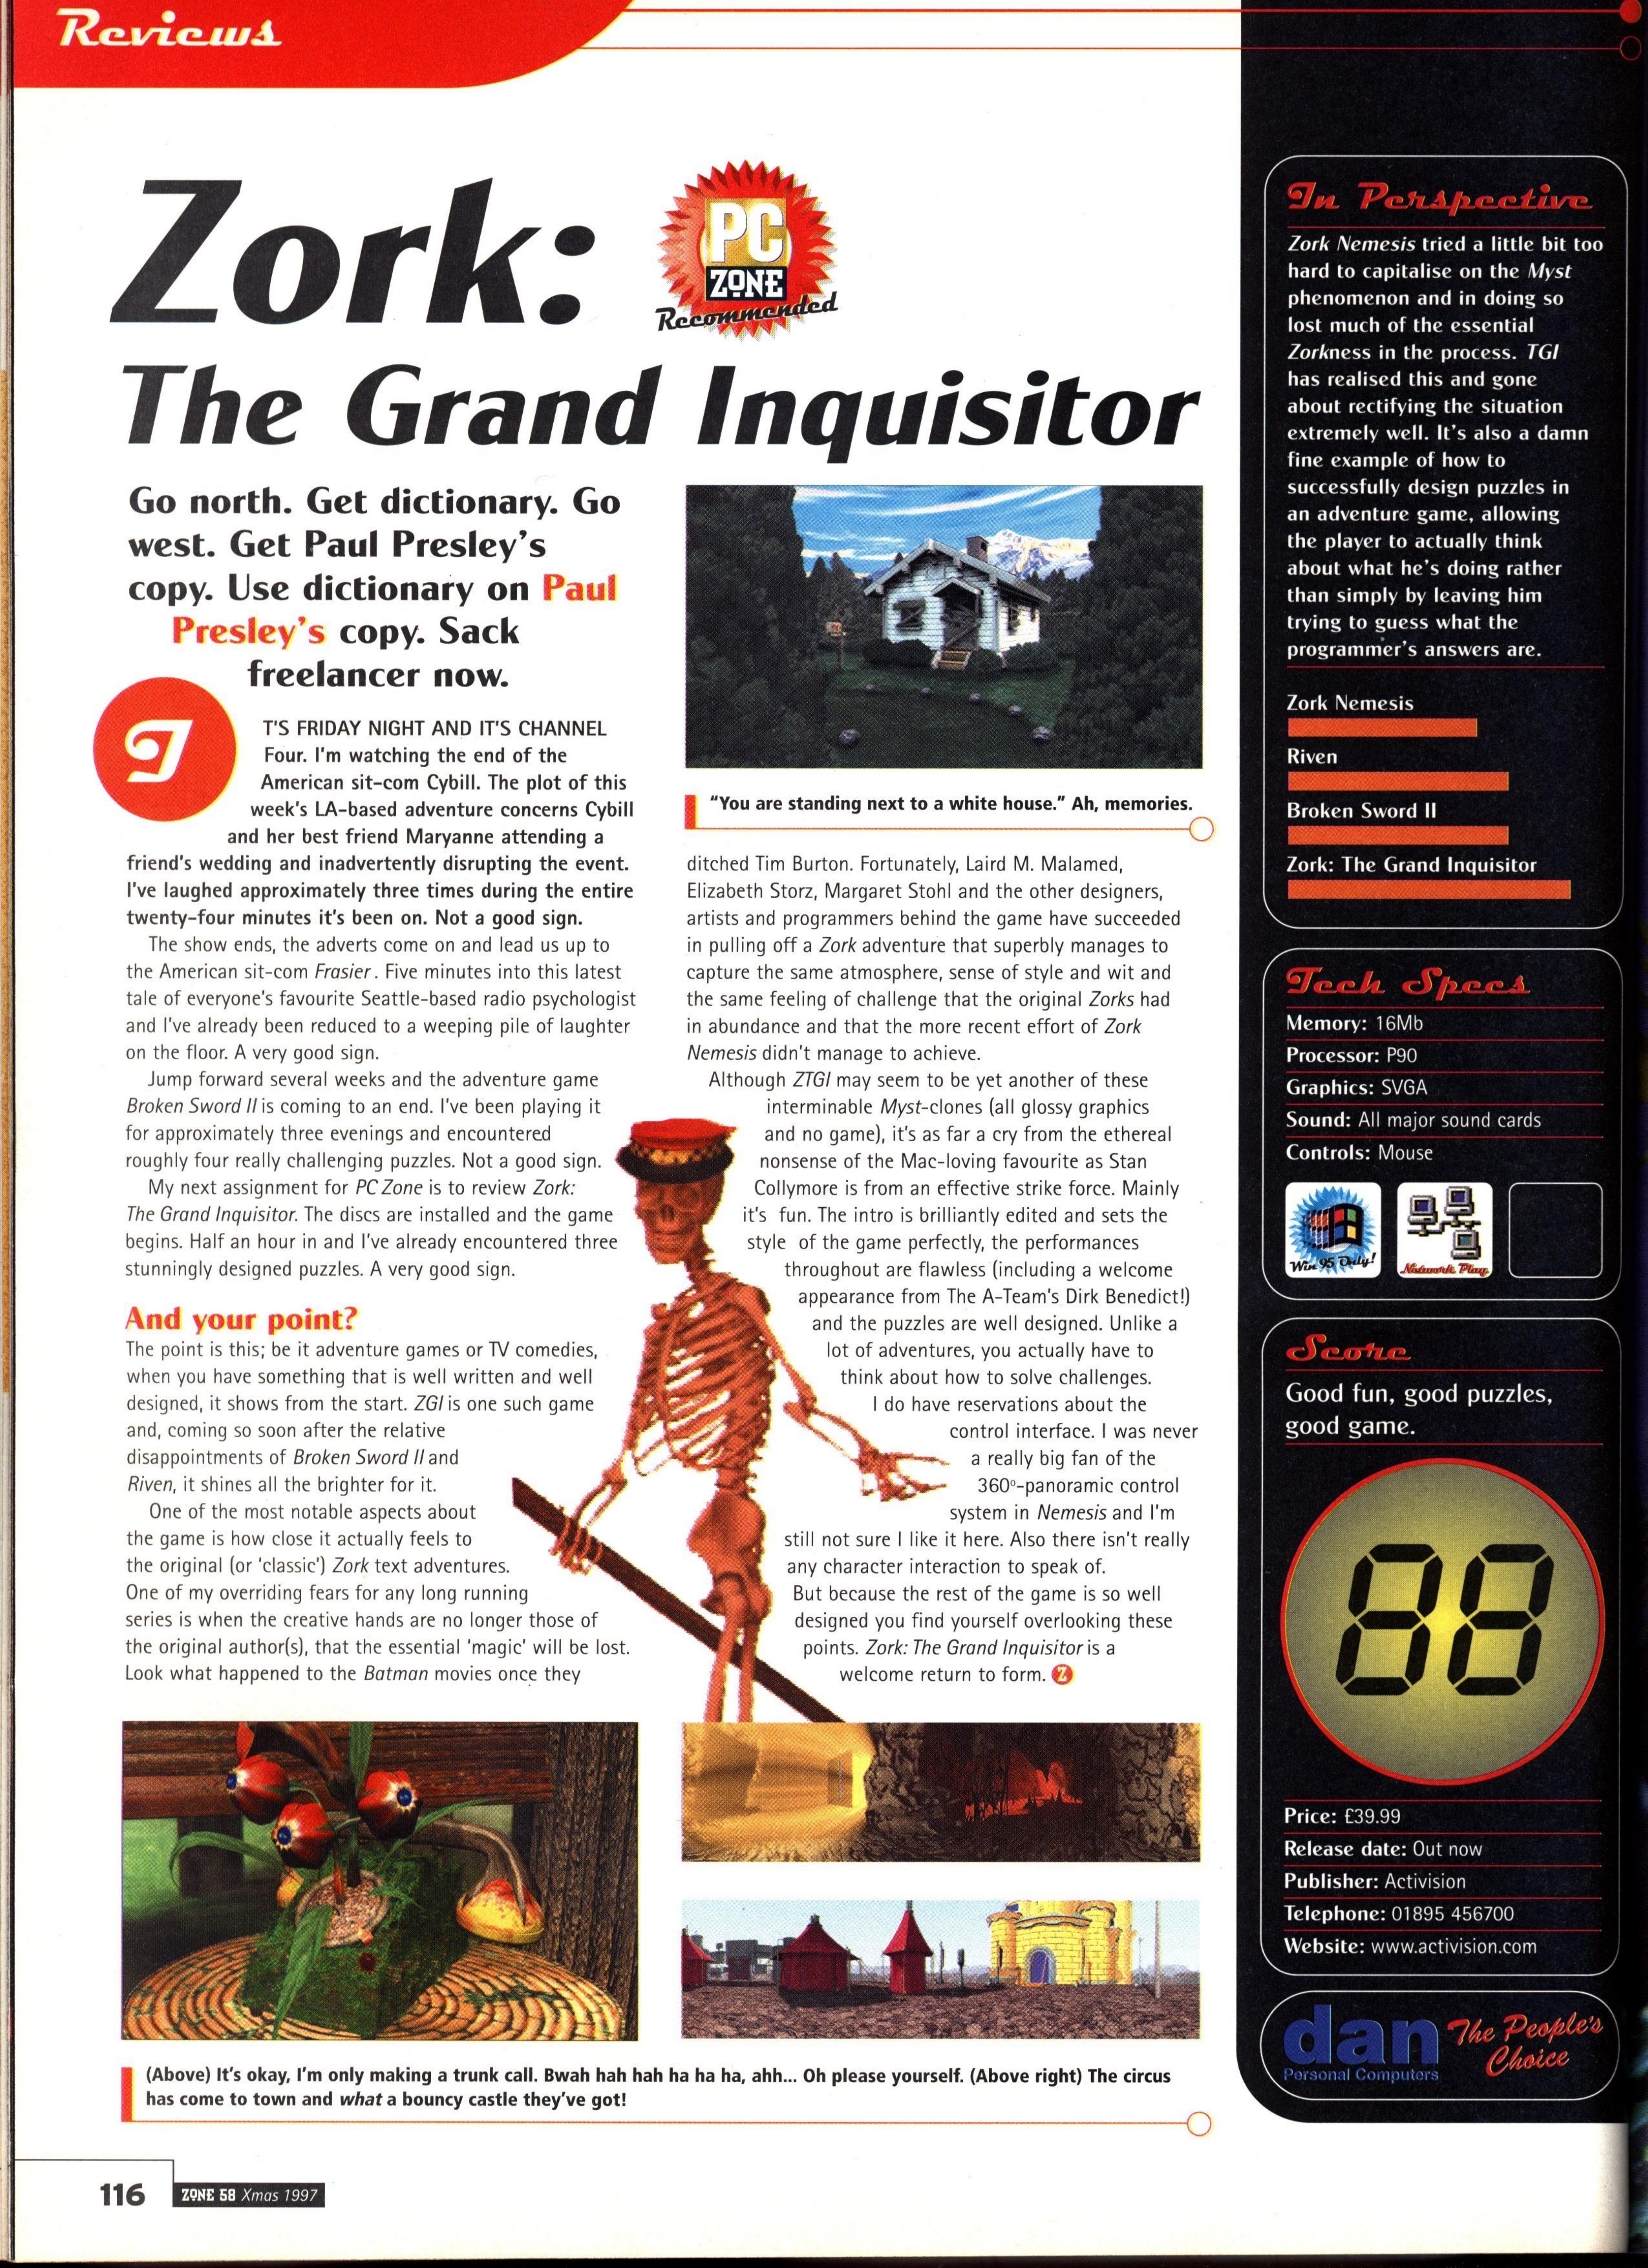 Reviews
Zork:
PC
ZONE
Recommended
The Grand Inquisitor
Go north. Get dictionary. Go
west. Get Paul Presley's
copy. Use dictionary on Paul
Presley's copy. Sack
freelancer now.
I
T'S FRIDAY NIGHT AND IT'S CHANNEL
Four. I'm watching the end of the
American sit-com Cybill. The plot of this
week's LA-based adventure concerns Cybill
and her best friend Maryanne attending a
friend's wedding and inadvertently disrupting the event.
I've laughed approximately three times during the entire
twenty-four minutes it's been on. Not a good sign.
The show ends, the adverts come on and lead us up to
the American sit-com Frasier. Five minutes into this latest
tale of everyone's favourite Seattle-based radio psychologist
and I've already been reduced to a weeping pile of laughter
on the floor. A very good sign.
Jump forward several weeks and the adventure game
Broken Sword II is coming to an end. I've been playing it
for approximately three evenings and encountered
roughly four really challenging puzzles. Not a good sign.
My next assignment for PC Zone is to review Zork:
The Grand Inquisitor. The discs are installed and the game
begins. Half an hour in and I've already encountered three
stunningly designed puzzles. A very good sign.
And your point?
The point is this; be it adventure games or TV comedies,
when you have something that is well written and well
designed, it shows from the start. ZGI is one such game
and, coming so soon after the relative
disappointments of Broken Sword II and
Riven, it shines all the brighter for it.
One of the most notable aspects about
the game is how close it actually feels to
the original (or 'classic') Zork text adventures.
One of my overriding fears for any long running
series is when the creative hands are no longer those of
the original author(s), that the essential 'magic' will be lost.
Look what happened to the Batman movies once they
"You are standing next to a white house." Ah, memories.
ditched Tim Burton. Fortunately, Laird M. Malamed,
Elizabeth Storz, Margaret Stohl and the other designers,
artists and programmers behind the game have succeeded
in pulling off a Zork adventure that superbly manages to
capture the same atmosphere, sense of style and wit and
the same feeling of challenge that the original Zorks had
in abundance and that the more recent effort of Zork
Nemesis didn't manage to achieve.
Although ZTGI may seem to be yet another of these
interminable Myst-clones (all glossy graphics
and no game), it's as far a cry from the ethereal
nonsense of the Mac-loving favourite as Stan
Collymore is from an effective strike force. Mainly
it's fun. The intro is brilliantly edited and sets the
style of the game perfectly, the performances
throughout are flawless (including a welcome
appearance from The A-Team's Dirk Benedict!)
and the puzzles are well designed. Unlike a
lot of adventures, you actually have to
think about how to solve challenges.
I do have reservations about the
control interface. I was never
a really big fan of the
360º-panoramic control
system in Nemesis and I'm
still not sure I like it here. Also there isn't really
any character interaction to speak of.
But because the rest of the game is so well
designed you find yourself overlooking these
points. Zork: The Grand Inquisitor is a
welcome return to form. Z
(Above) It's okay, I'm only making a trunk call. Bwah hah hah ha ha ha, ahh... Oh please yourself. (Above right) The circus
has come to town and what a bouncy castle they've got!
116
ZONE 58 Xmas 1997
In Perspective
Zork Nemesis tried a little bit too
hard to capitalise on the Myst
phenomenon and in doing so
lost much of the essential
Zorkness in the process. TGI
has realised this and gone
about rectifying the situation
extremely well. It's also a damn
fine example of how to
successfully design puzzles in
an adventure game, allowing
the player to actually think
about what he's doing rather
than simply by leaving him
trying to guess what the
programmer's answers are.
Zork Nemesis
Riven
Broken Sword II
Zork: The Grand Inquisitor
Tech Specs
Memory: 16Mb
Processor: P90
Graphics: SVGA
Sound: All major sound cards
Controls: Mouse
Win 95 Only!
Network Play
Score
Good fun, good puzzles,
good game.
88
Price: £39.99
Release date: Out now
Publisher: Activision
Telephone: 01895 456700
Website: www.activision.com
dan
Personal Computers
The People's
Choice